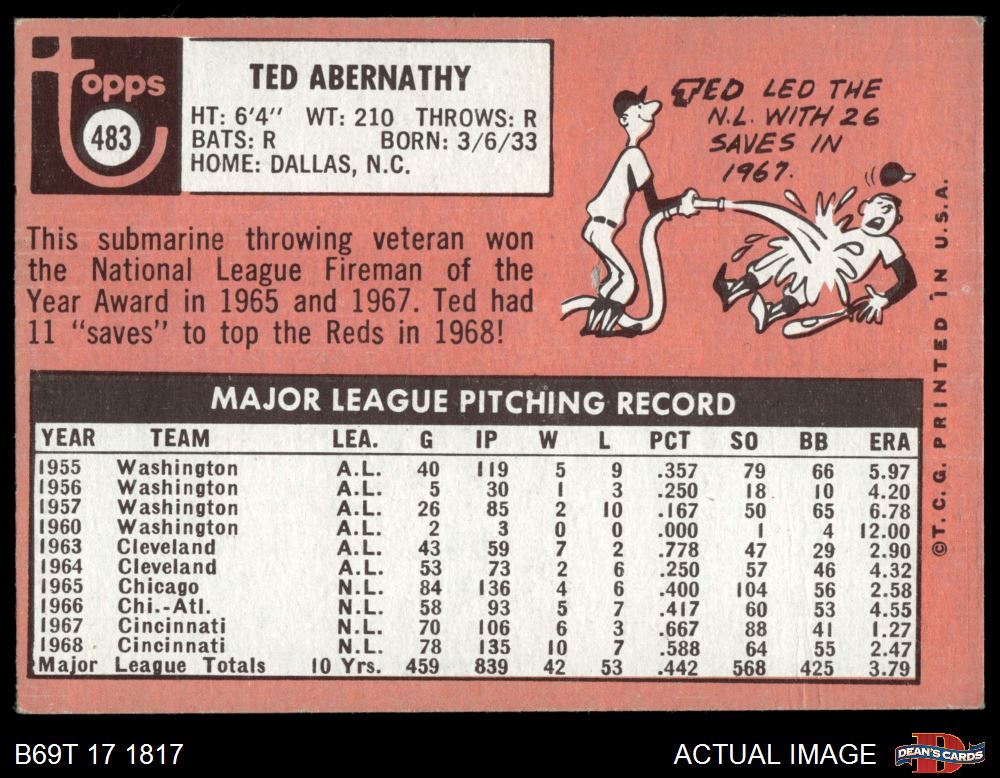 topps
483
TED ABERNATHY
HT: 6'4" WT: 210 THROWS: R
BATS: R BORN: 3/6/33
HOME: DALLAS, N.C.
TED LED THE
N.L. WITH 26
SAVES IN
1967.
This submarine throwing veteran won
the National League Fireman of the
Year Award in 1965 and 1967. Ted had
11 "saves" to top the Reds in 1968!
MAJOR LEAGUE PITCHING RECORD
YEAR TEAM LEA. G IP W L PCT SO BB ERA
1955 Washington A.L. 40 119 5 9 .357 79 66 5.97
1956 Washington A.L. 5 30 1 3 .250 18 10 4.20
1957 Washington A.L. 26 85 2 10 .167 50 65 6.78
1960 Washington A.L. 2 3 0 0 .000 1 4 12.00
1963 Cleveland A.L. 43 59 7 2 .778 47 29 2.90
1964 Cleveland A.L. 53 73 2 6 .250 57 46 4.32
1965 Chicago N.L. 84 136 4 6 .400 104 56 2.58
1966 Chi.-Atl. N.L. 58 93 5 7 .417 60 53 4.55
1967 Cincinnati N.L. 70 106 6 3 .667 88 41 1.27
1968 Cincinnati N.L. 78 135 10 7 .588 64 55 2.47
Major League Totals 10 Yrs. 459 839 42 53 .442 568 425 3.79
©T.C.G. PRINTED IN U.S.A.
B69T 17 1817
ACTUAL IMAGE
DEAN'S CARDS